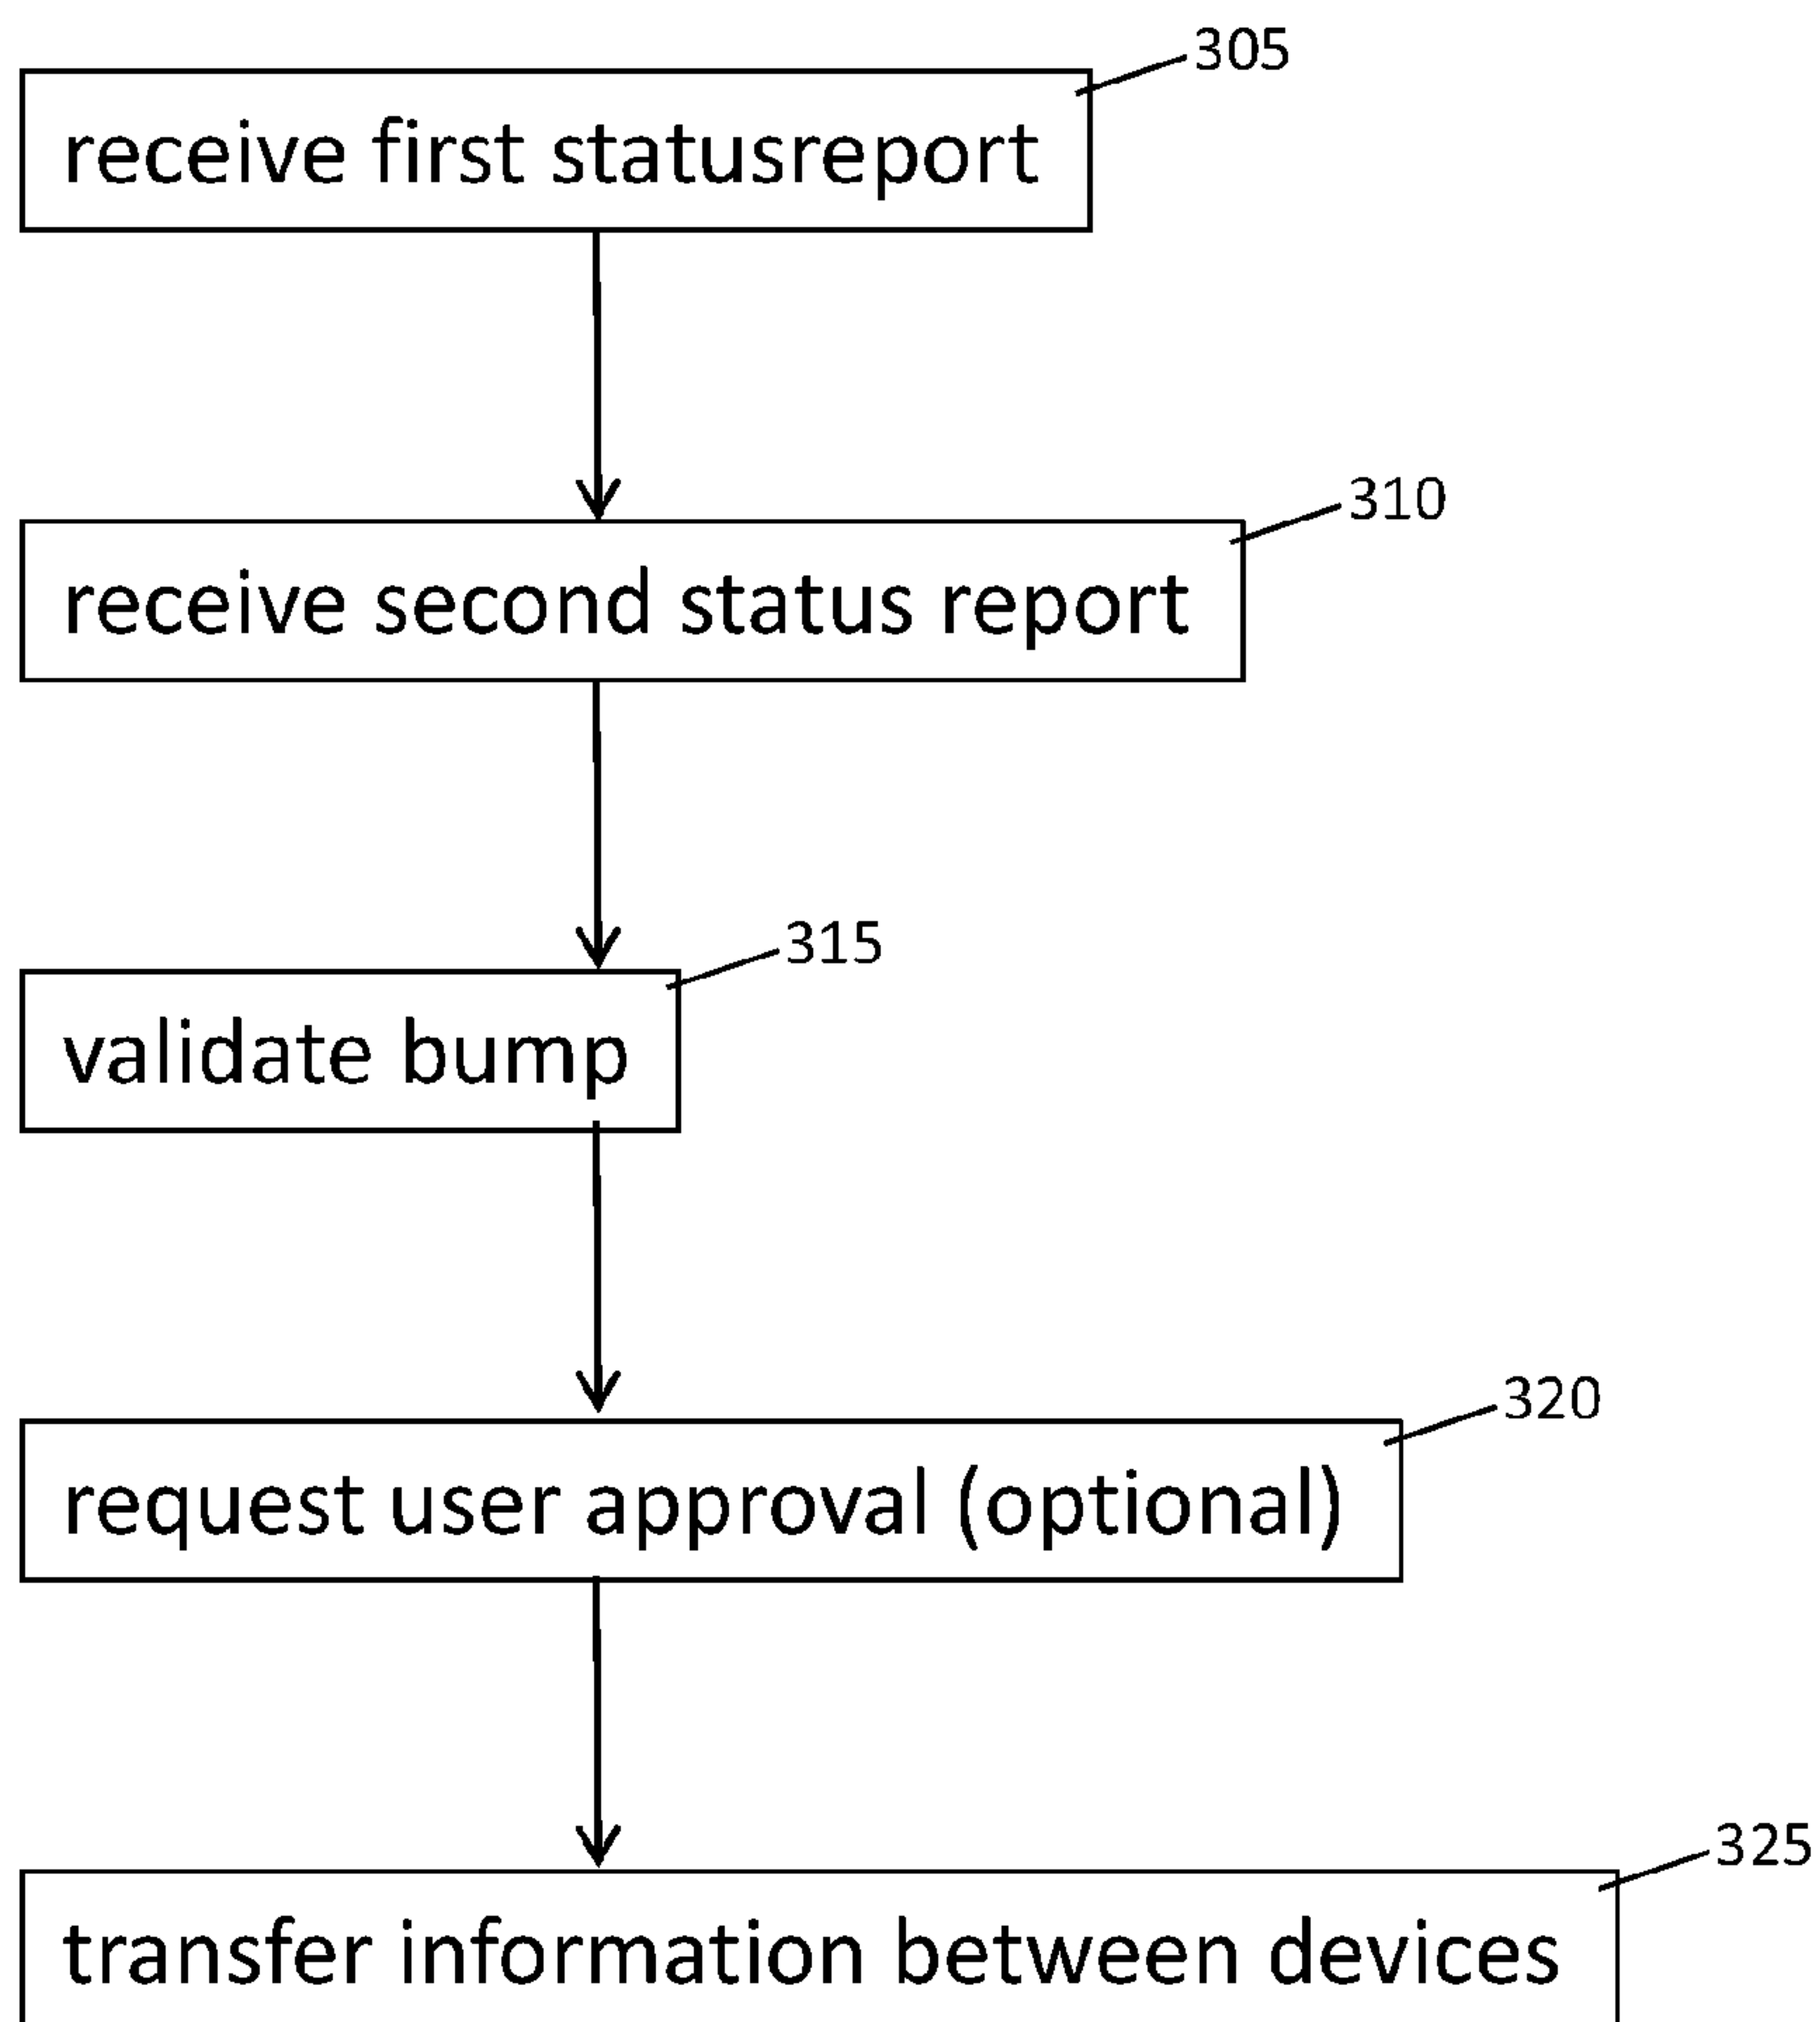 305
receive first statusreport
310
receive second status report
315
validate bump
320
request user approval (optional)
325
transfer information between devices